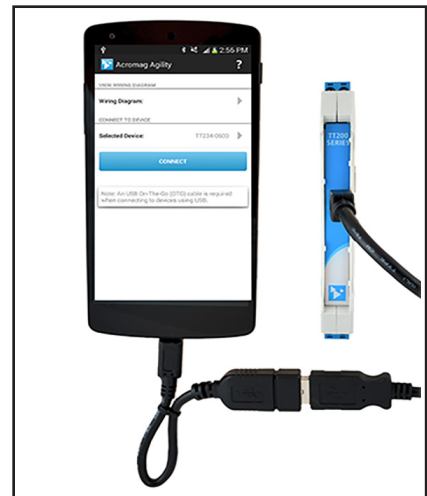 2:56 PM
Acromag Agility ?
VIEW WIRING DIAGRAM
Wiring Diagram:
CONNECT TO DEVICE
Selected Device: TT234-0600
CONNECT
Note: An USB On-The-Go (OTG) cable is required
when connecting to devices using USB.
TT200
SERIES